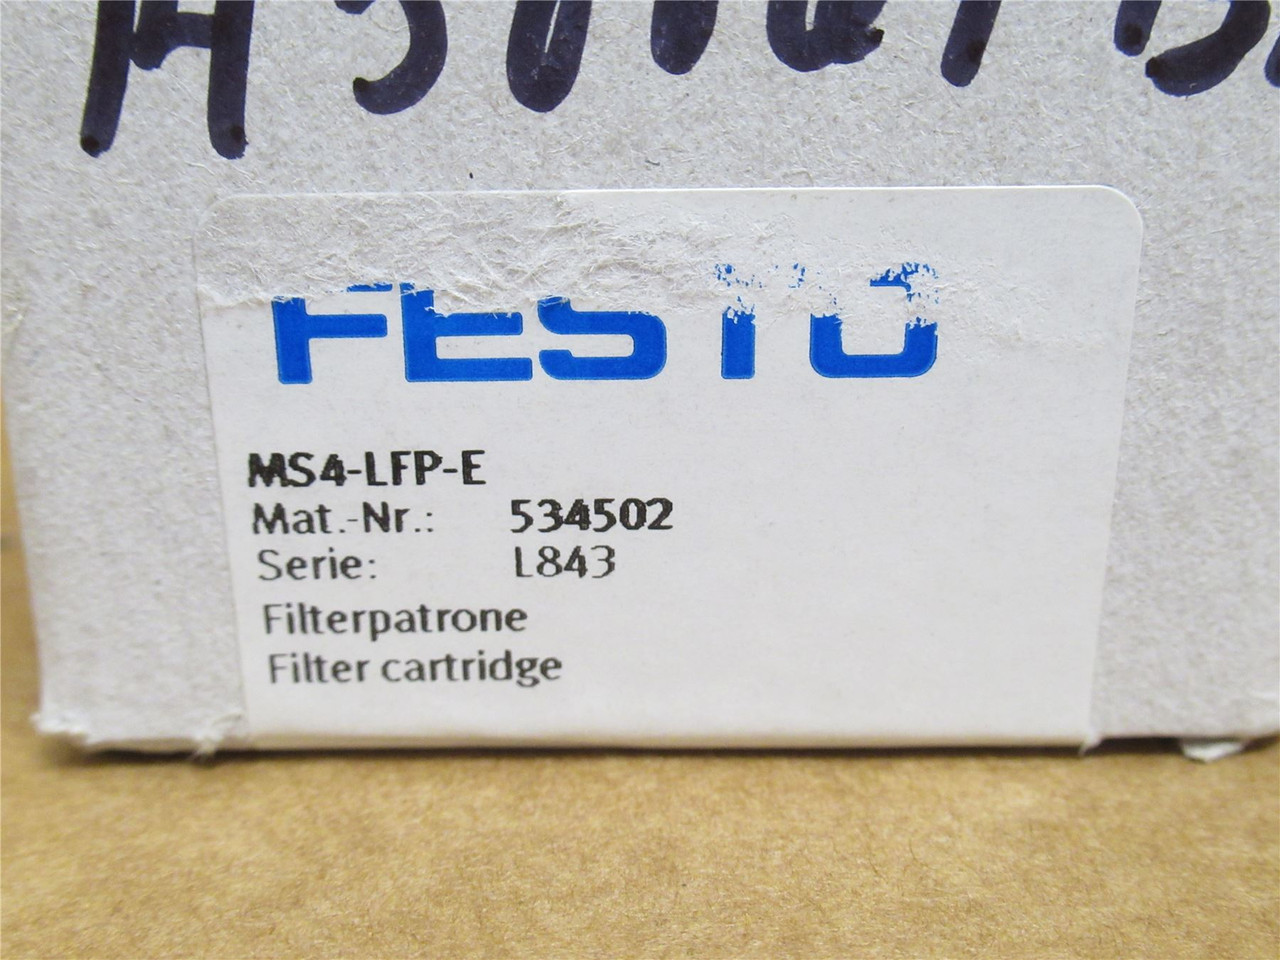 FESTO
MS4-LFP-E
Mat.-Nr.: 534502
Serie: L843
Filterpatrone
Filter cartridge